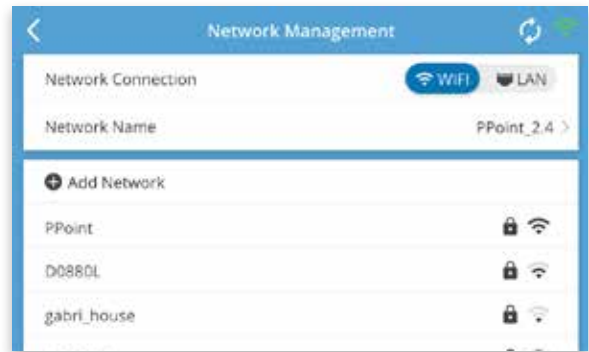 Network Management
Network Connection WiFi LAN
Network Name PPoint_2.4
Add Network
PPoint
D0880L
gabri_house